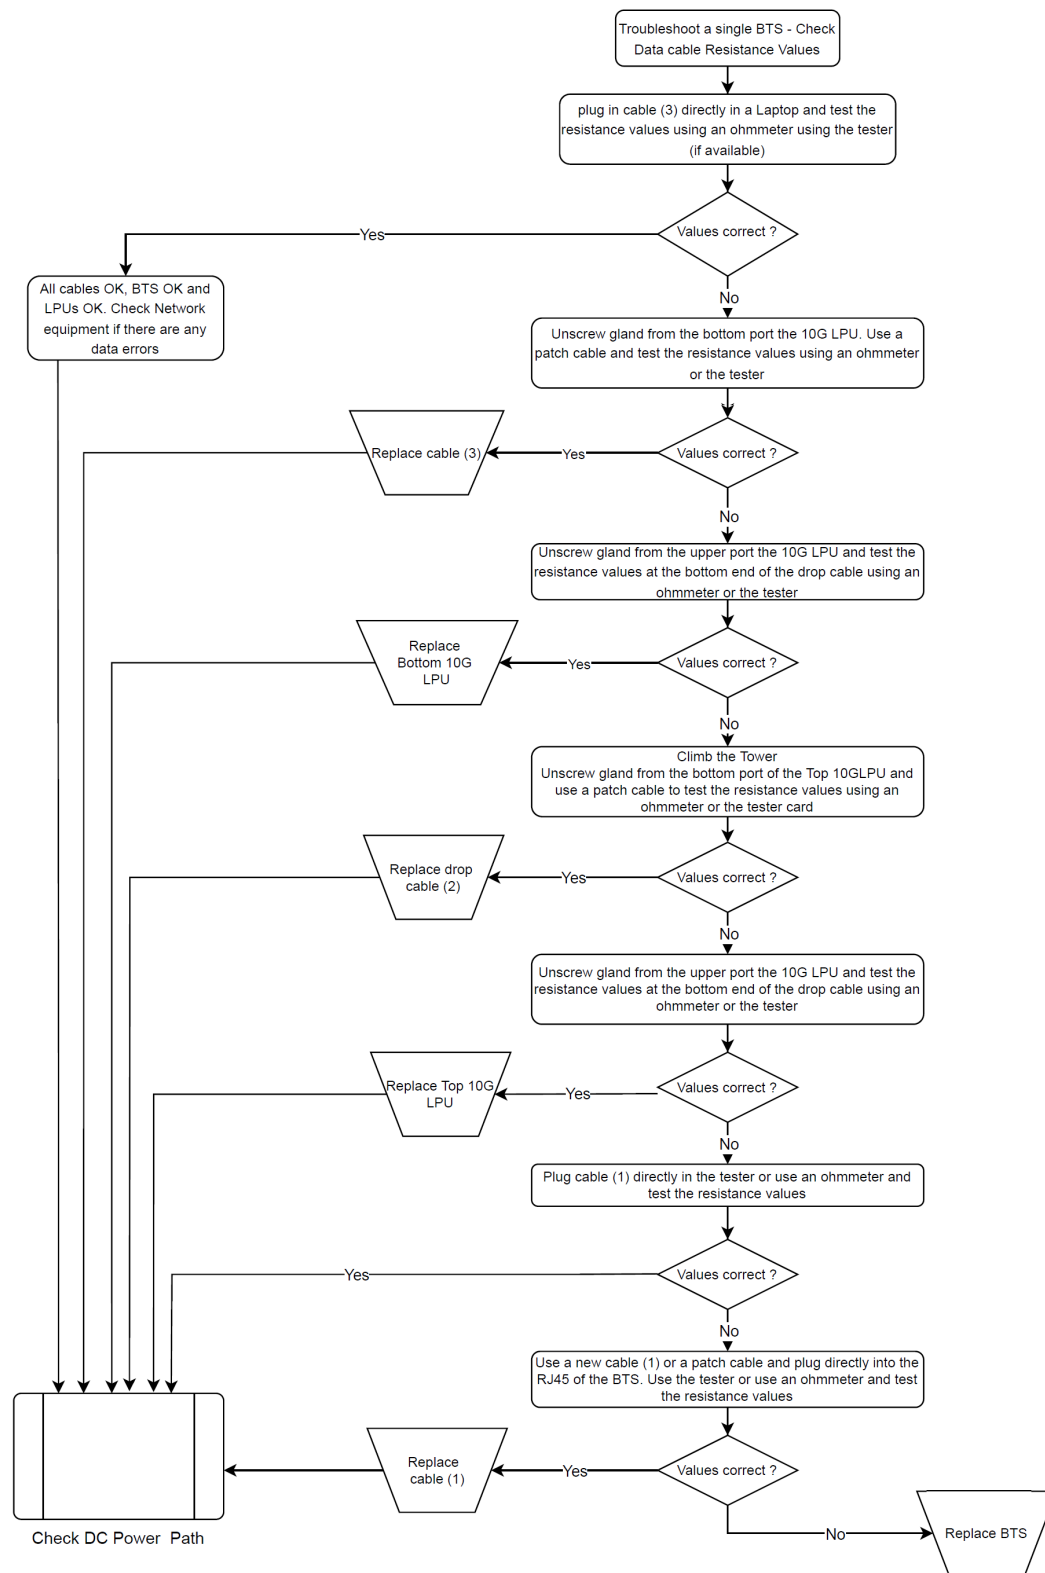 Troubleshoot a single BTS - Check
Data cable Resistance Values
plug in cable (3) directly in a Laptop and test the
resistance values using an ohmmeter using the tester
(if available)
Values correct ?
Yes
No
All cables OK, BTS OK and
LPUs OK. Check Network
equipment if there are any
data errors
Unscrew gland from the bottom port the 10G LPU. Use a
patch cable and test the resistance values using an ohmmeter
or the tester
Values correct ?
Yes
Replace cable (3)
No
Unscrew gland from the upper port the 10G LPU and test the
resistance values at the bottom end of the drop cable using an
ohmmeter or the tester
Values correct ?
Yes
Replace
Bottom 10G
LPU
No
Climb the Tower
Unscrew gland from the bottom port of the Top 10GLPU and
use a patch cable to test the resistance values using an
ohmmeter or the tester card
Values correct ?
Yes
Replace drop
cable (2)
No
Unscrew gland from the upper port the 10G LPU and test the
resistance values at the bottom end of the drop cable using an
ohmmeter or the tester
Values correct ?
Yes
Replace Top 10G
LPU
No
Plug cable (1) directly in the tester or use an ohmmeter and
test the resistance values
Values correct ?
Yes
No
Use a new cable (1) or a patch cable and plug directly into the
RJ45 of the BTS. Use the tester or use an ohmmeter and test
the resistance values
Values correct ?
Yes
Replace
cable (1)
Check DC Power Path
No
Replace BTS